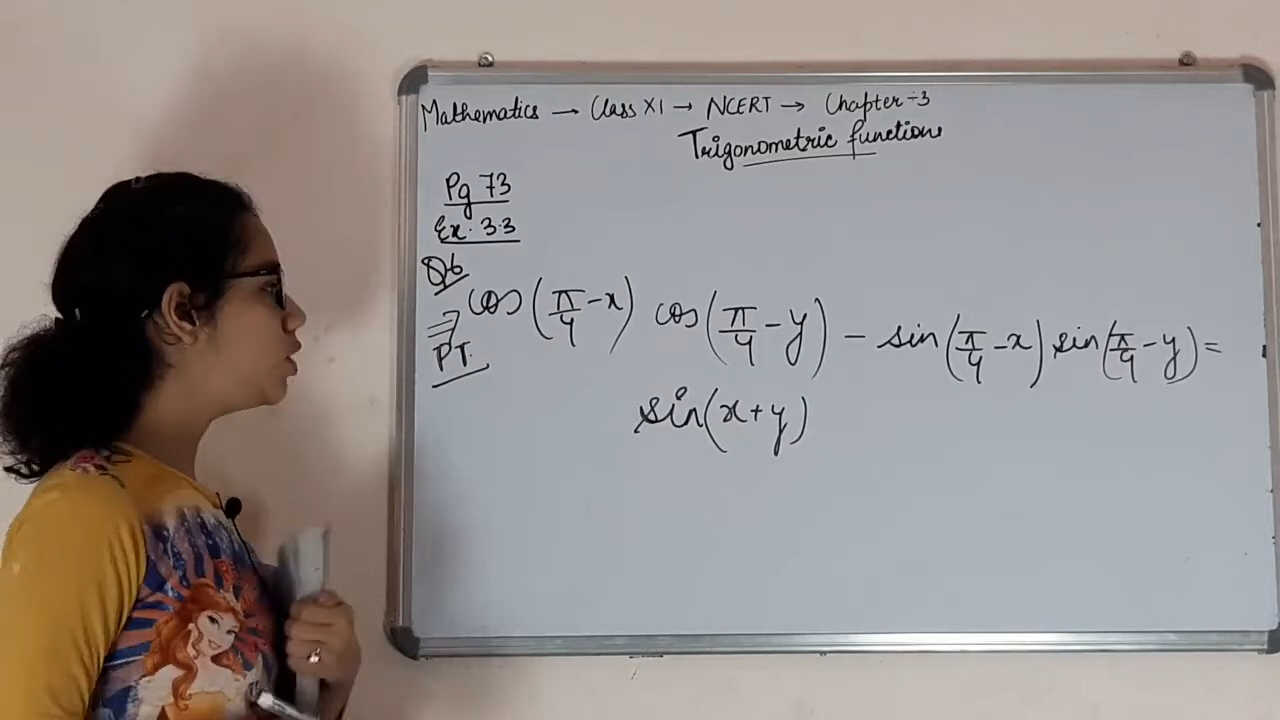 Mathematics → Class XI → NCERT → Chapter-3
Trigonometric functions
Pg 73
Ex. 3.3
Q6
⇒ cos(π/4 - x) cos(π/4 - y) - sin(π/4 - x) sin(π/4 - y) =
PT.
sin(x+y)